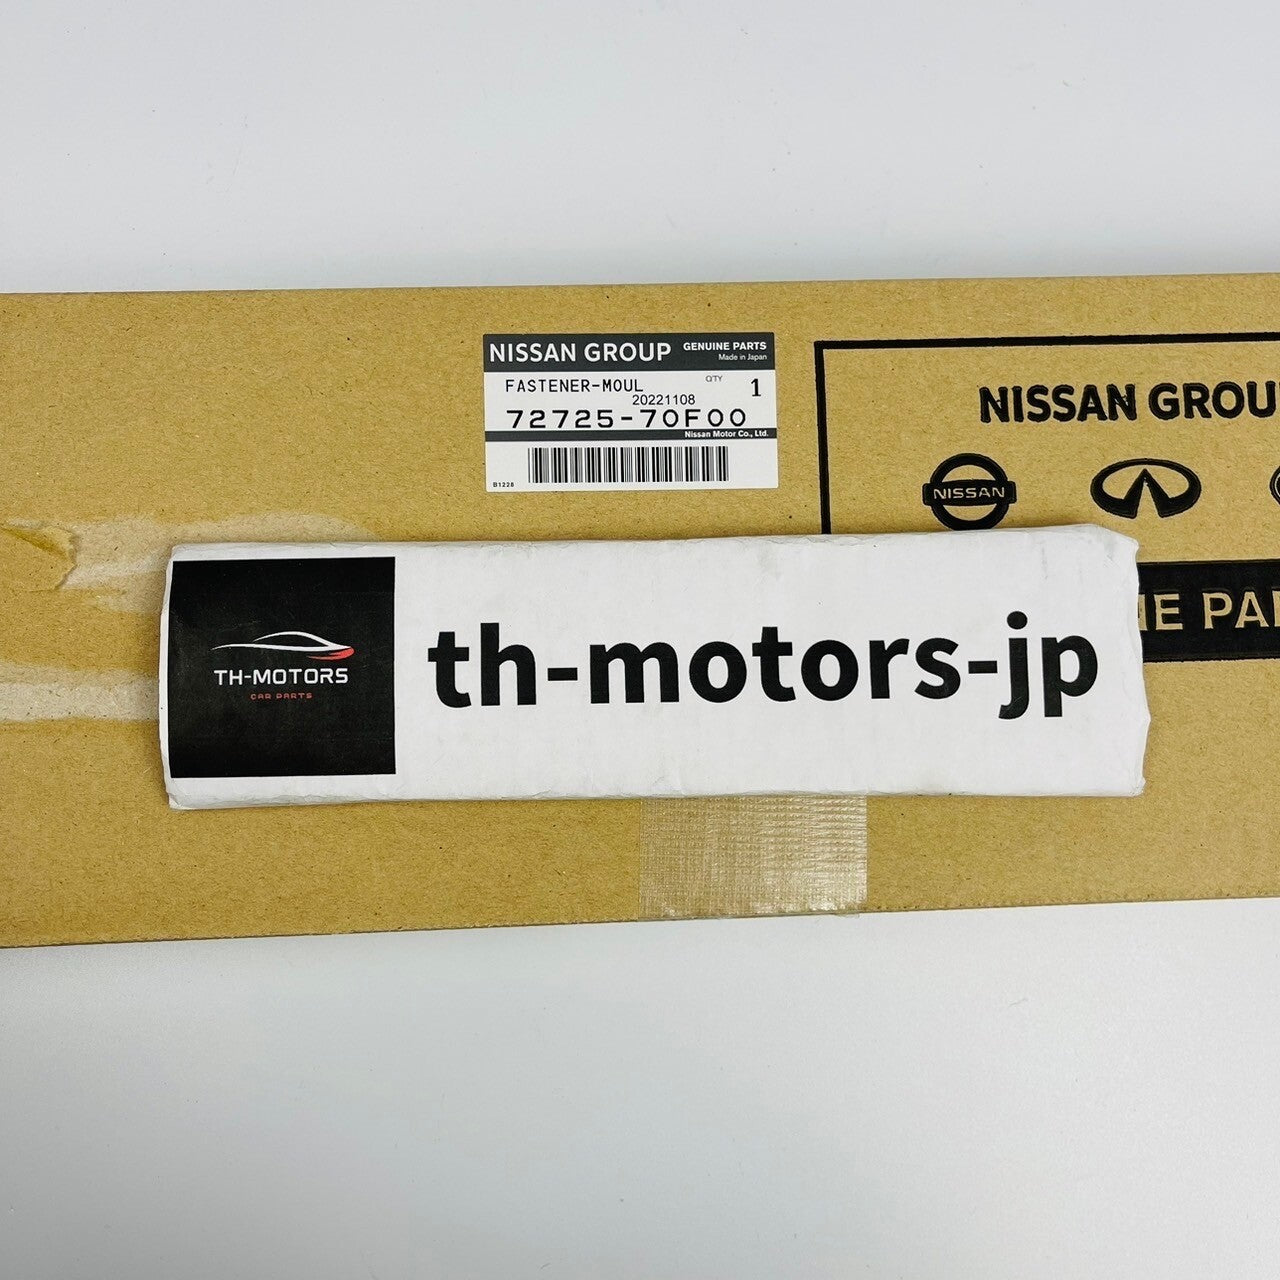 NISSAN GROUP GENUINE PARTS
Made in Japan
FASTENER-MOUL QTY 1
20221108
72725-70F00
Nissan Motor Co., Ltd.
B1228
NISSAN GROU
NISSAN
NE PA
TH-MOTORS
CAR PARTS
th-motors-jp